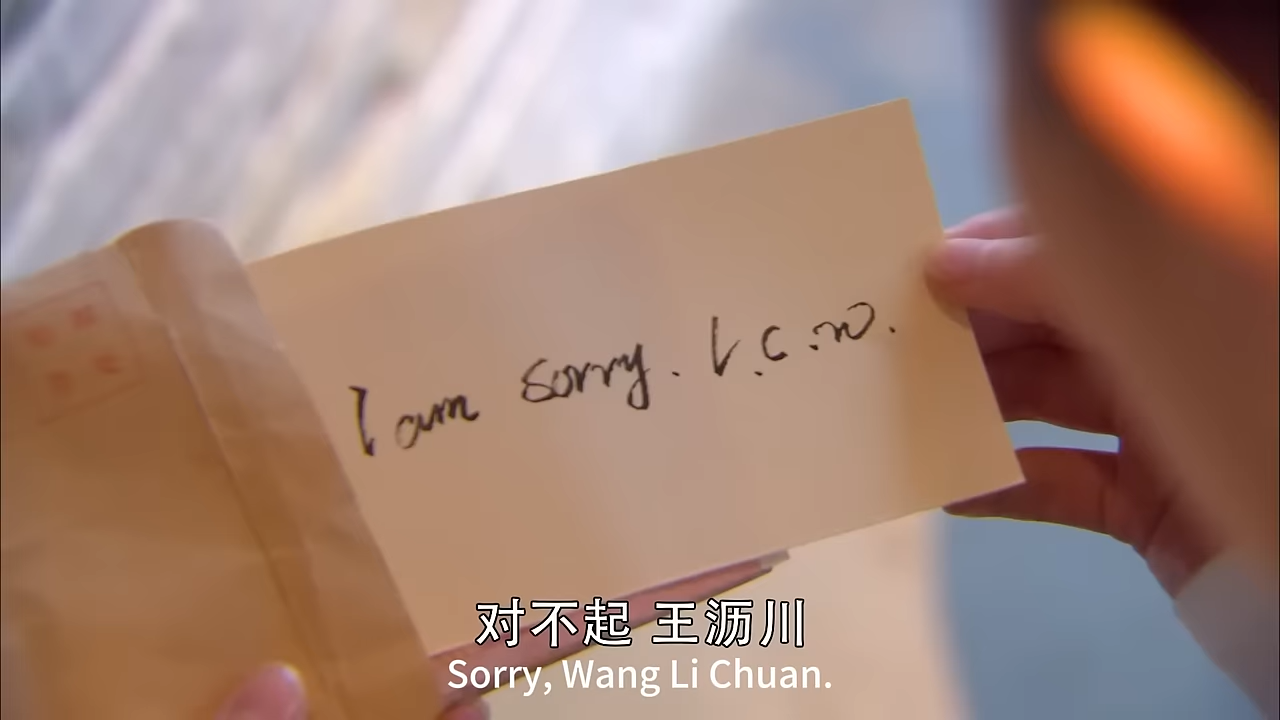 I am sorry. L.C.W.
对不起 王沥川
Sorry, Wang Li Chuan.